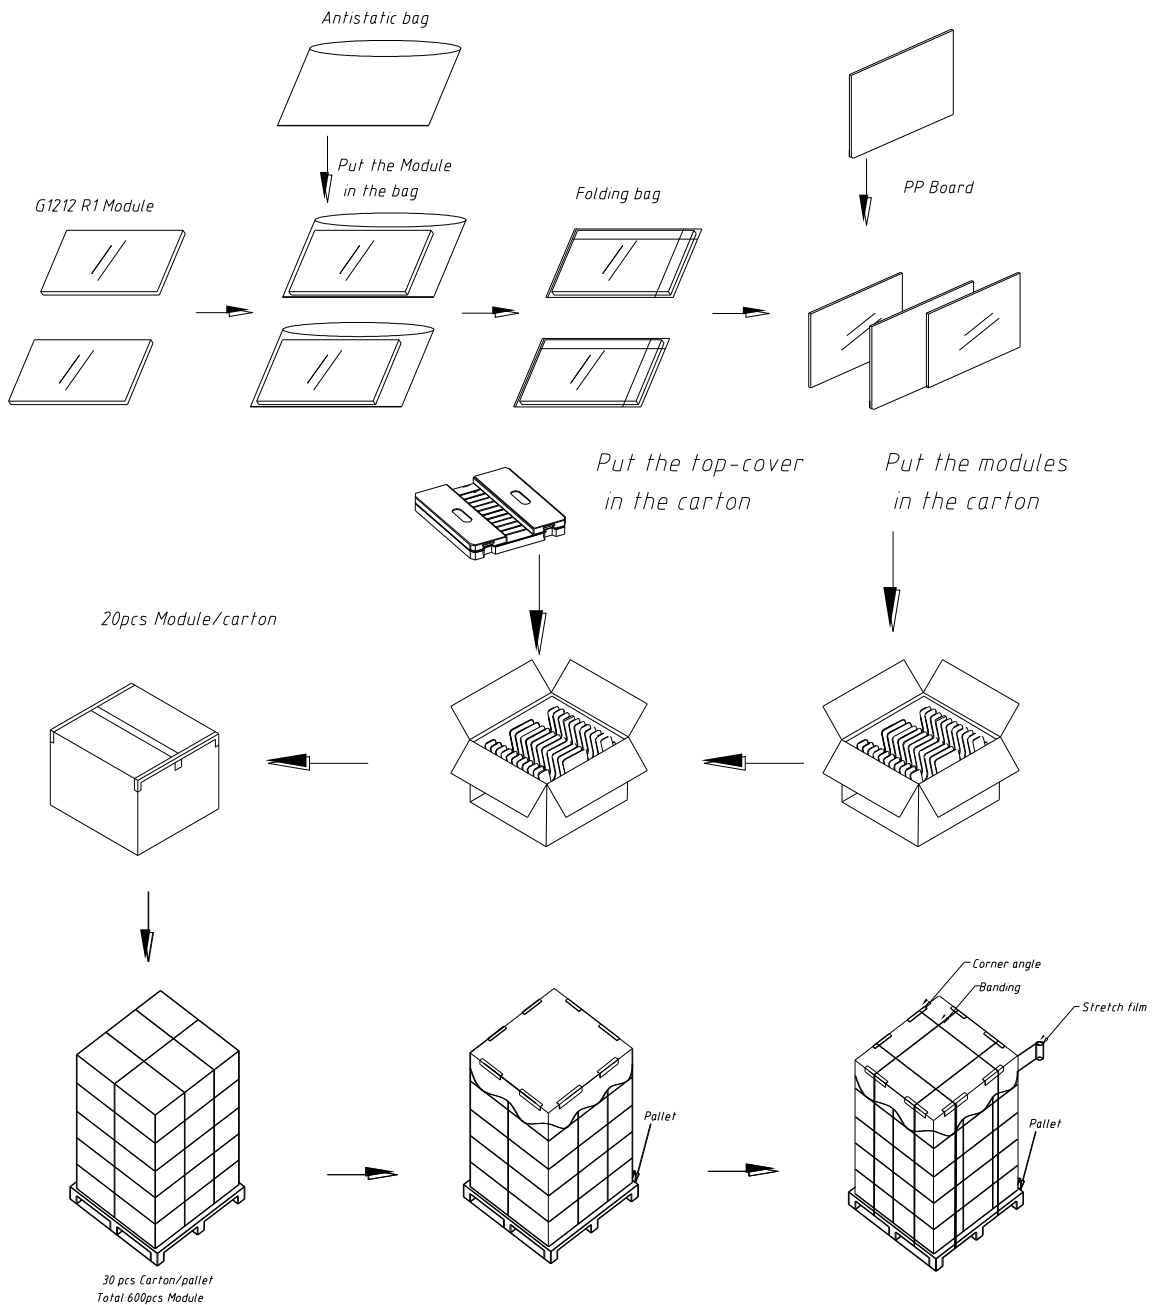 Antistatic bag
Put the Module
in the bag
PP Board
G1212 R1 Module
Folding bag
Put the top-cover
in the carton
Put the modules
in the carton
20pcs Module/carton
Corner angle
Banding
Stretch film
Pallet
Pallet
30 pcs Carton/pallet
Total:600pcs Module